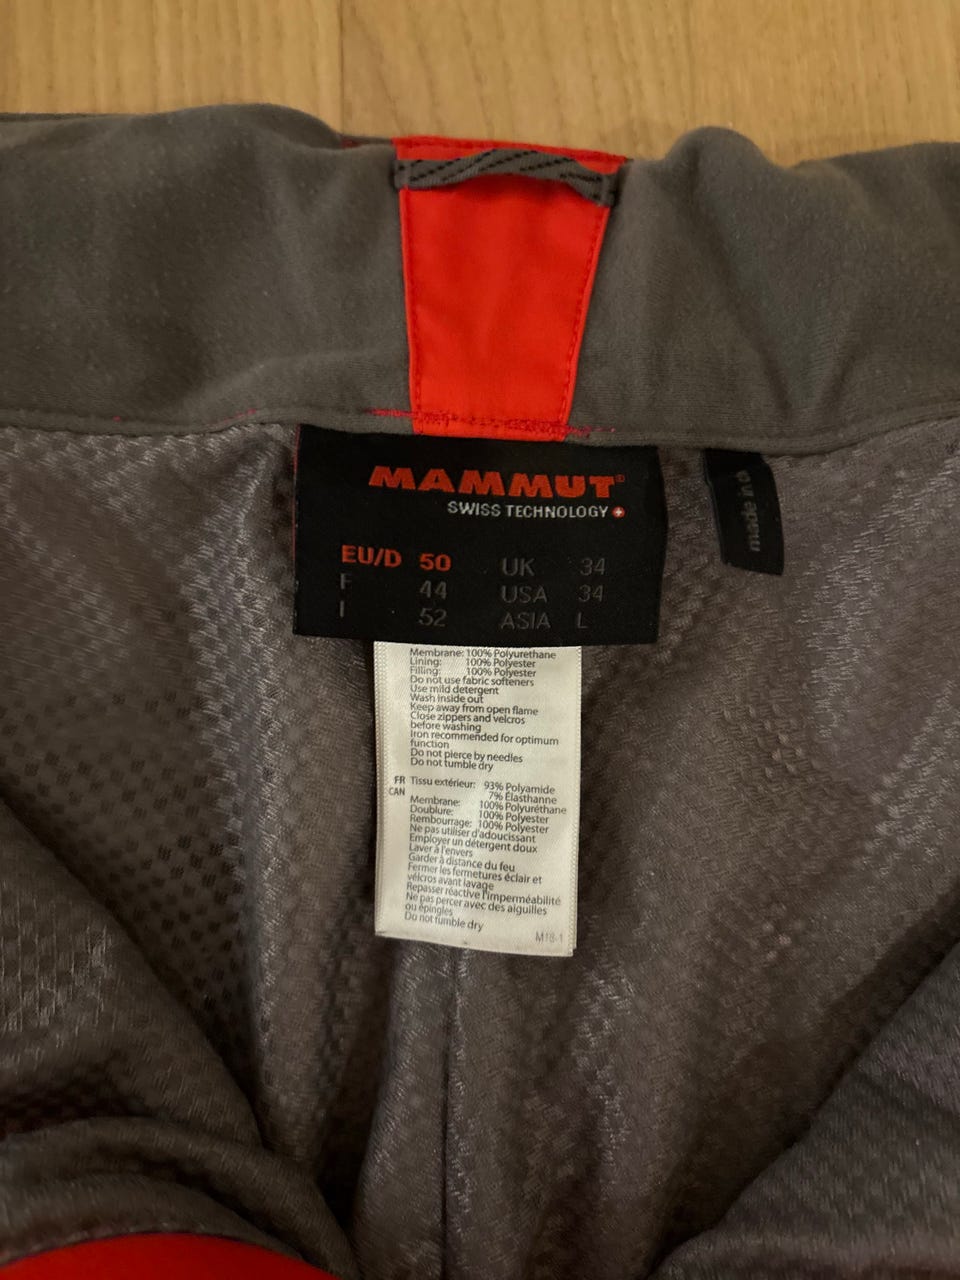 MAMMUT®
SWISS TECHNOLOGY
EU/D 50 UK 34
F 44 USA 34
I 52 ASIA L
made in
Membrane: 100% Polyurethane
Lining: 100% Polyester
Filling: 100% Polyester
Do not use fabric softeners
Use mild detergent
Wash inside out
Keep away from open flame
Close zippers and velcros
before washing
Iron recommended for optimum
function
Do not pierce by needles
Do not tumble dry
FR Tissu extérieur: 93% Polyamide
CAN 7% Élasthanne
Membrane: 100% Polyuréthane
Doublure: 100% Polyester
Rembourrage: 100% Polyester
Ne pas utiliser d'adoucissant
Employer un détergent doux
Laver à l'envers
Garder à distance du feu
Fermer les fermetures éclair et
vélcros avant lavage
Repasser réactive l'imperméabilité
Ne pas percer avec des aiguilles
ou épingles
Do not tumble dry
M18-1